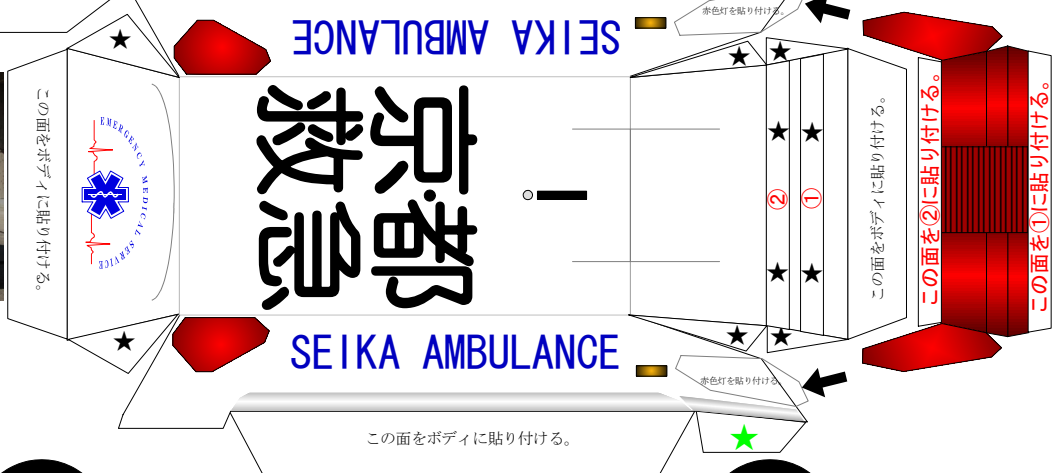 赤色灯を貼り付ける。
SEIKA AMBULANCE
この面をボディに貼り付ける。
EMERGENCY MEDICAL SERVICE
京都
救急
②
①
この面をボディに貼り付ける。
この面を②に貼り付ける。
この面を①に貼り付ける。
SEIKA AMBULANCE
赤色灯を貼り付ける。
この面をボディに貼り付ける。